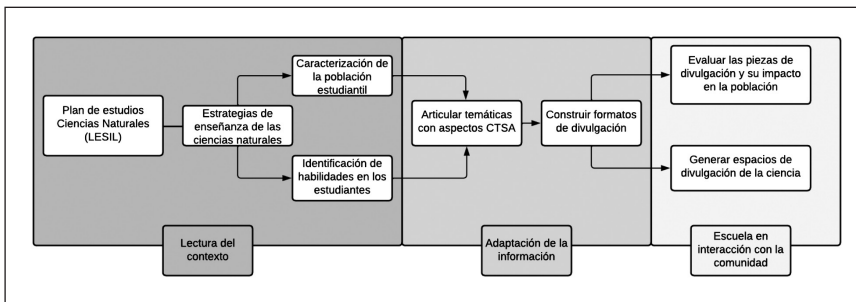 Plan de estudios
Ciencias Naturales
(LESIL)
Estrategias de
enseñanza de las
ciencias naturales
Caracterización de
la población
estudiantil
Identificación de
habilidades en los
estudiantes
Articular temáticas
con aspectos CTSA
Construir formatos
de divulgación
Evaluar las piezas de
divulgación y su impacto
en la población
Generar espacios de
divulgación de la ciencia
Lectura del
contexto
Adaptación de la
información
Escuela en
interacción con la
comunidad